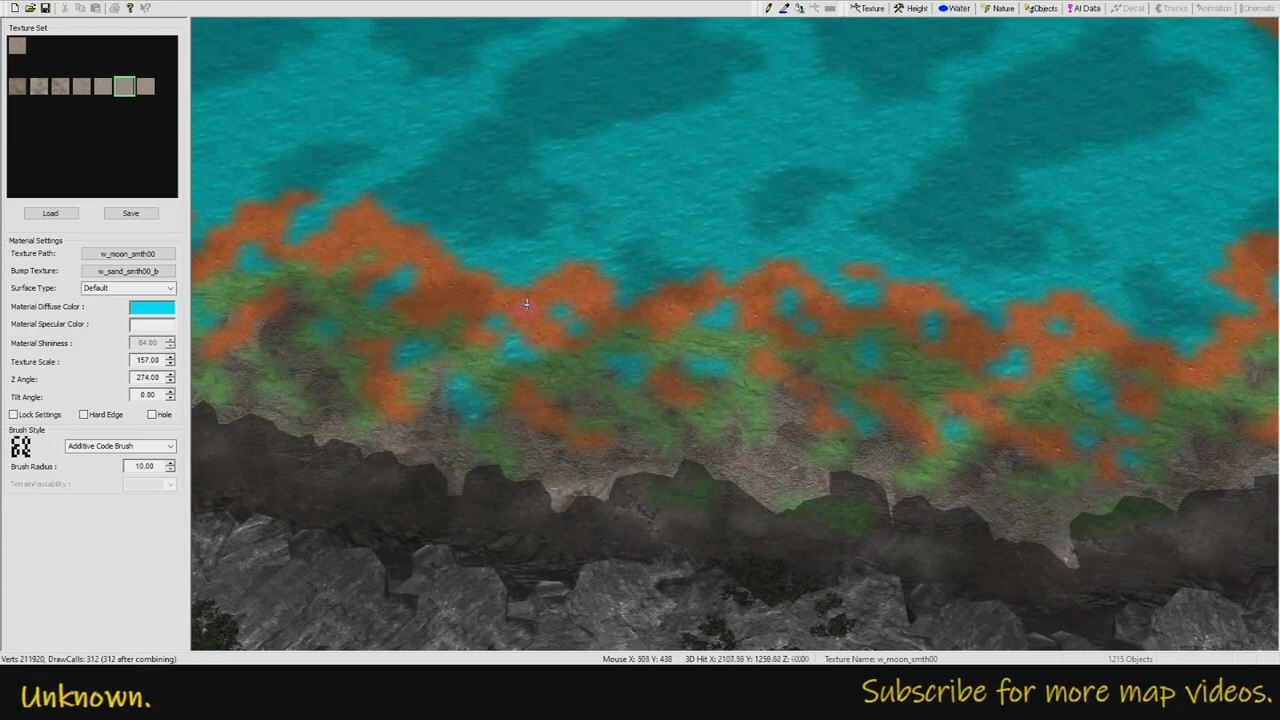 Texture
Height
Water
Nature
Objects
AI Data
Decal
Tracks
Animation
Cinematic
Texture Set
Load
Save
Material Settings
Texture Path:
w_moon_smth00
Bump Texture:
w_sand_smth00_b
Surface Type:
Default
Material Diffuse Color :
Material Specular Color :
Material Shininess :
64.00
Texture Scale :
157.00
Z Angle:
274.00
Tilt Angle:
0.00
Lock Settings
Hard Edge
Hole
Brush Style
Additive Code Brush
Brush Radius :
10.00
TerrainPassability :
Verts 211920, DrawCalls: 312 (312 after combining)
Mouse X: 503 Y: 438
Texture Name: w_moon_smth00
1215 Objects
Unknown.
Subscribe for more map videos.